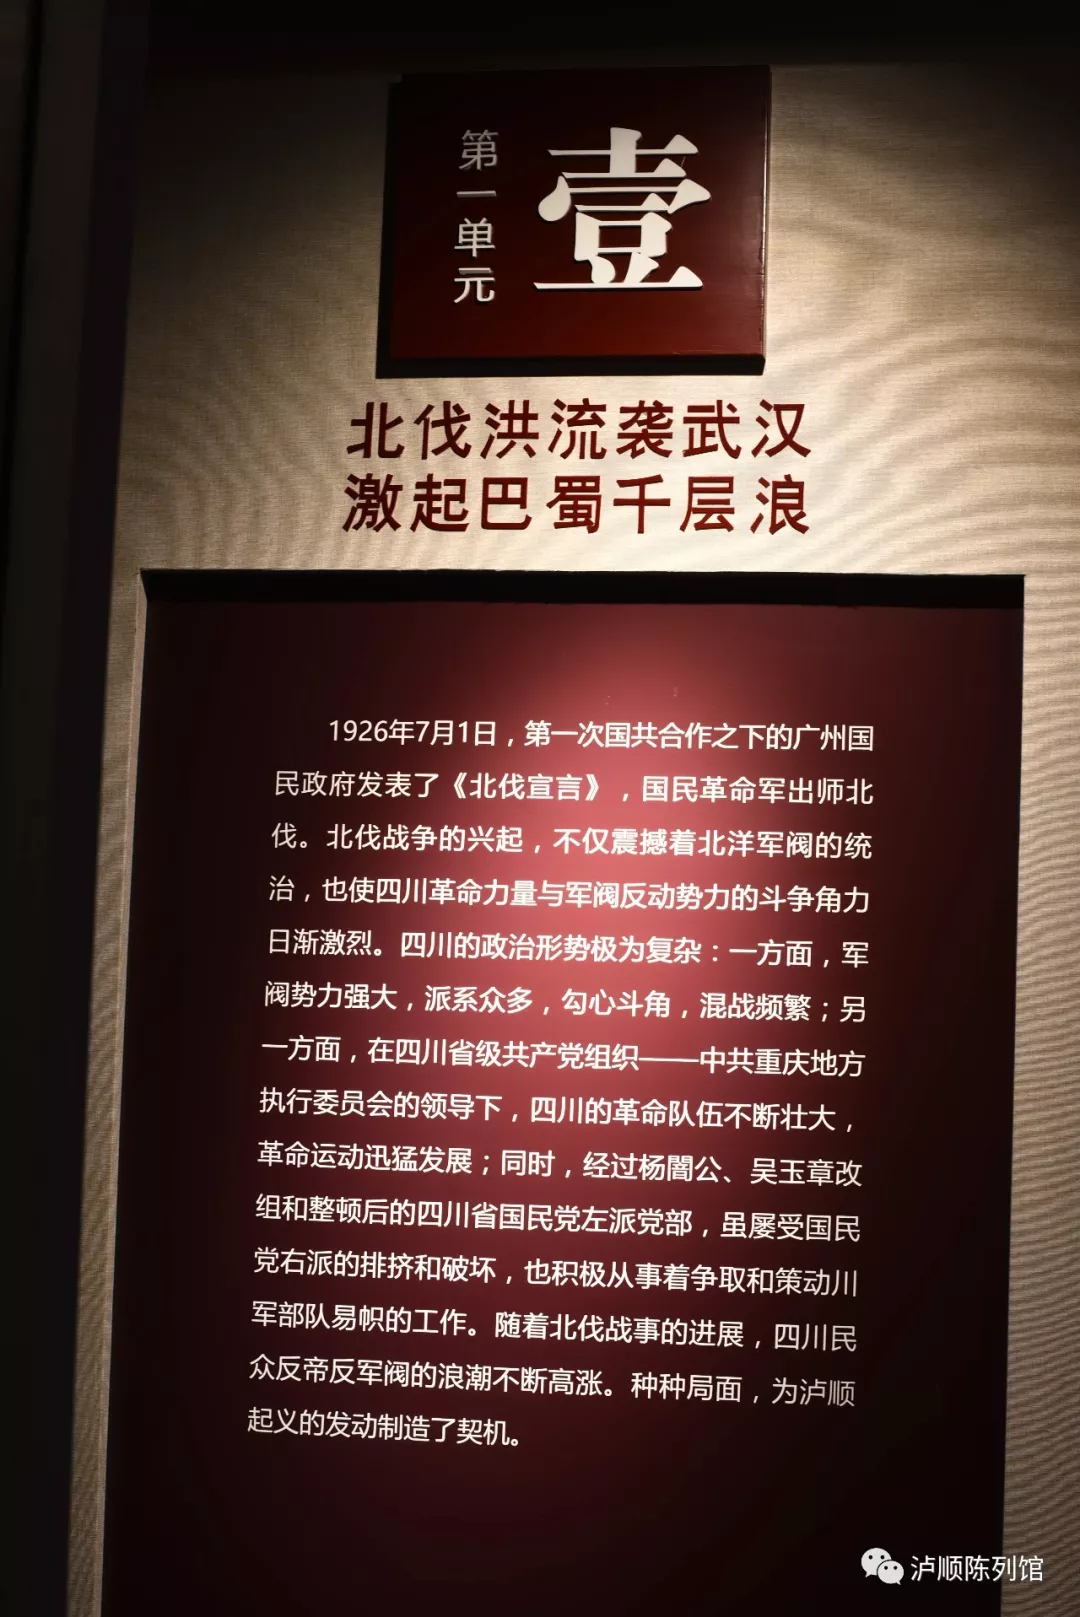 第一单元
壹
北伐洪流袭武汉
激起巴蜀千层浪
1926年7月1日，第一次国共合作之下的广州国
民政府发表了《北伐宣言》，国民革命军出师北
伐。北伐战争的兴起，不仅震撼着北洋军阀的统
治，也使四川革命力量与军阀反动势力的斗争角力
日渐激烈。四川的政治形势极为复杂：一方面，军
阀势力强大，派系众多，勾心斗角，混战频繁；另
一方面，在四川省级共产党组织——中共重庆地方
执行委员会的领导下，四川的革命队伍不断壮大，
革命运动迅猛发展；同时，经过杨闇公、吴玉章改
组和整顿后的四川省国民党左派党部，虽屡受国民
党右派的排挤和破坏，也积极从事着争取和策动川
军部队易帜的工作。随着北伐战事的进展，四川民
众反帝反军阀的浪潮不断高涨。种种局面，为泸顺
起义的发动制造了契机。
泸顺陈列馆